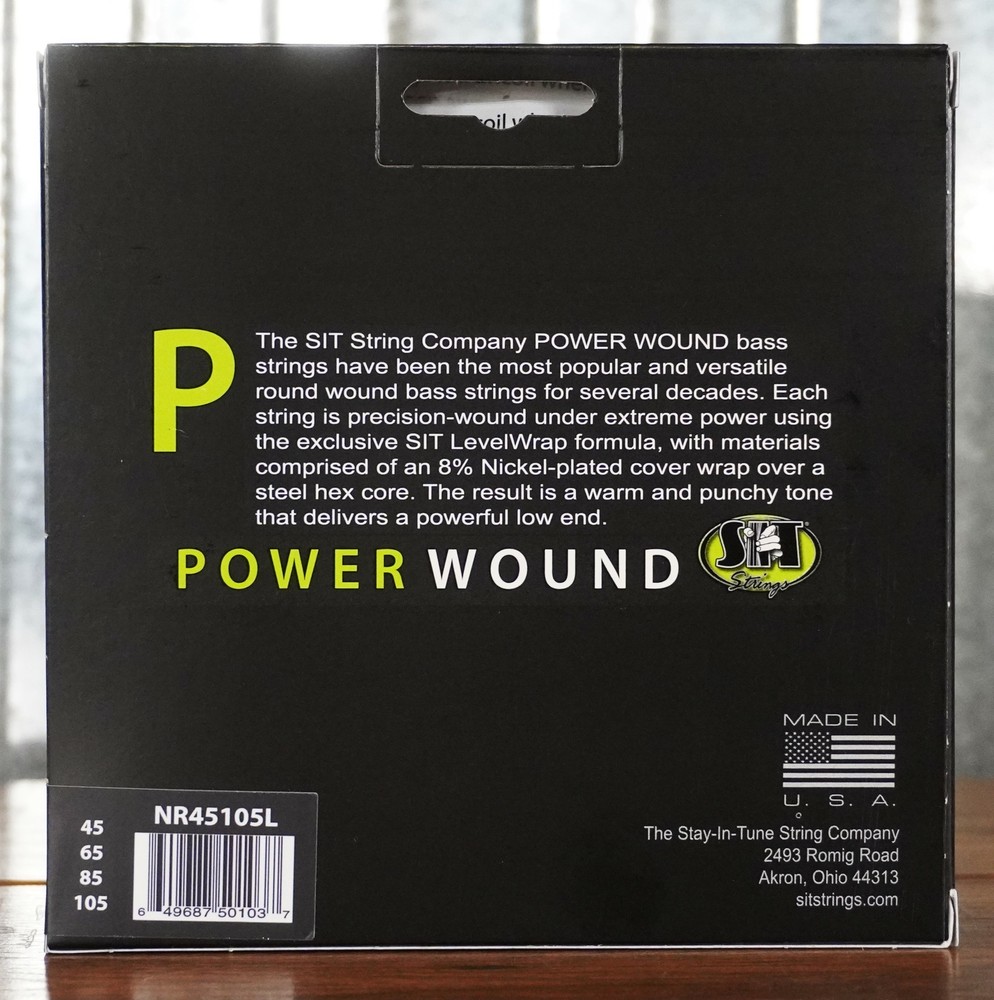 oil w
P
The SIT String Company POWER WOUND bass
strings have been the most popular and versatile
round wound bass strings for several decades. Each
string is precision-wound under extreme power using
the exclusive SIT LevelWrap formula, with materials
comprised of an 8% Nickel-plated cover wrap over a
steel hex core. The result is a warm and punchy tone
that delivers a powerful low end.
POWER WOUND
SIT
Strings
MADE IN
U. S. A.
The Stay-In-Tune String Company
2493 Romig Road
Akron, Ohio 44313
sitstrings.com
NR45105L
45
65
85
105
6 49687 50103 7